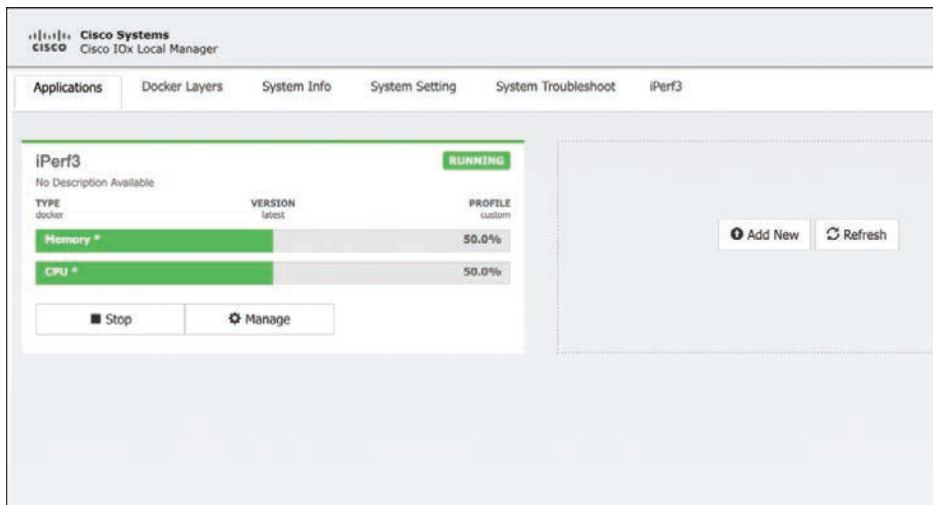 Cisco Systems
CISCO Cisco IOx Local Manager
Applications Docker Layers System Info System Setting System Troubleshoot iPerf3
iPerf3 RUNNING
No Description Available
TYPE VERSION PROFILE
docker latest custom
Memory * 50.0%
CPU * 50.0%
Add New Refresh
Stop Manage